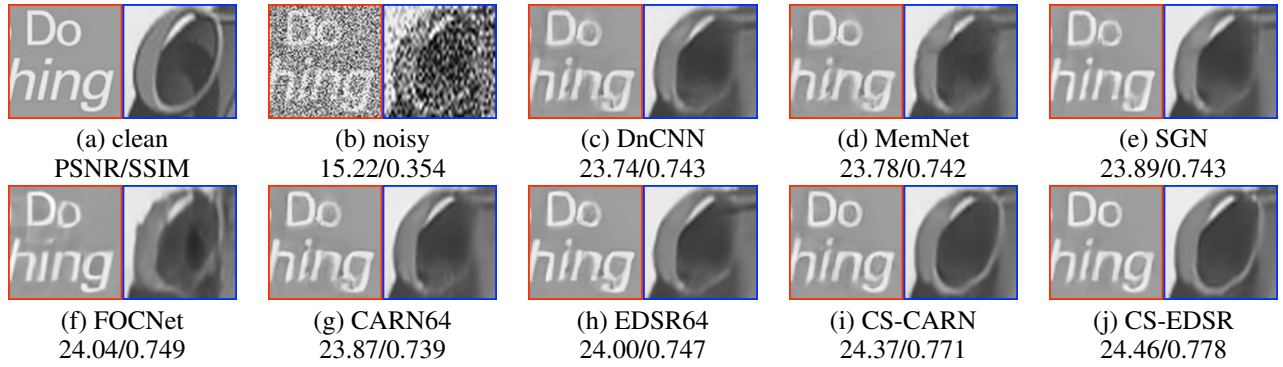 Do Do Do Do Do
hing hing hing hing hing
(a) clean (b) noisy (c) DnCNN (d) MemNet (e) SGN
PSNR/SSIM 15.22/0.354 23.74/0.743 23.78/0.742 23.89/0.743
Do Do Do Do Do
hing hing hing hing hing
(f) FOCNet (g) CARN64 (h) EDSR64 (i) CS-CARN (j) CS-EDSR
24.04/0.749 23.87/0.739 24.00/0.747 24.37/0.771 24.46/0.778